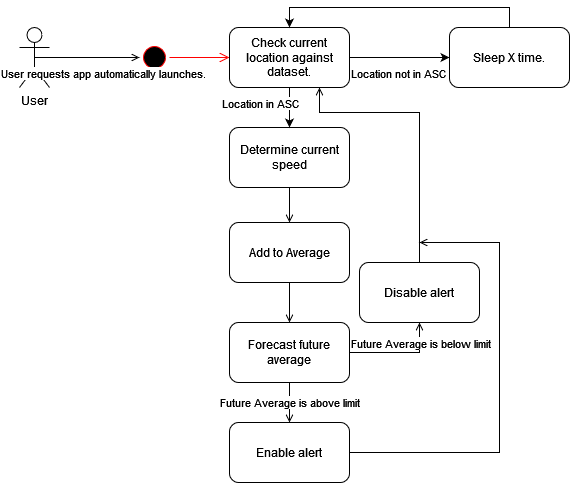 Check current
location against
dataset.
Sleep X time.
User requests app automatically launches.
Location not in ASC
User
Location in ASC
Determine current
speed
Add to Average
Disable alert
Forecast future
average
Future Average is below limit
Future Average is above limit
Enable alert